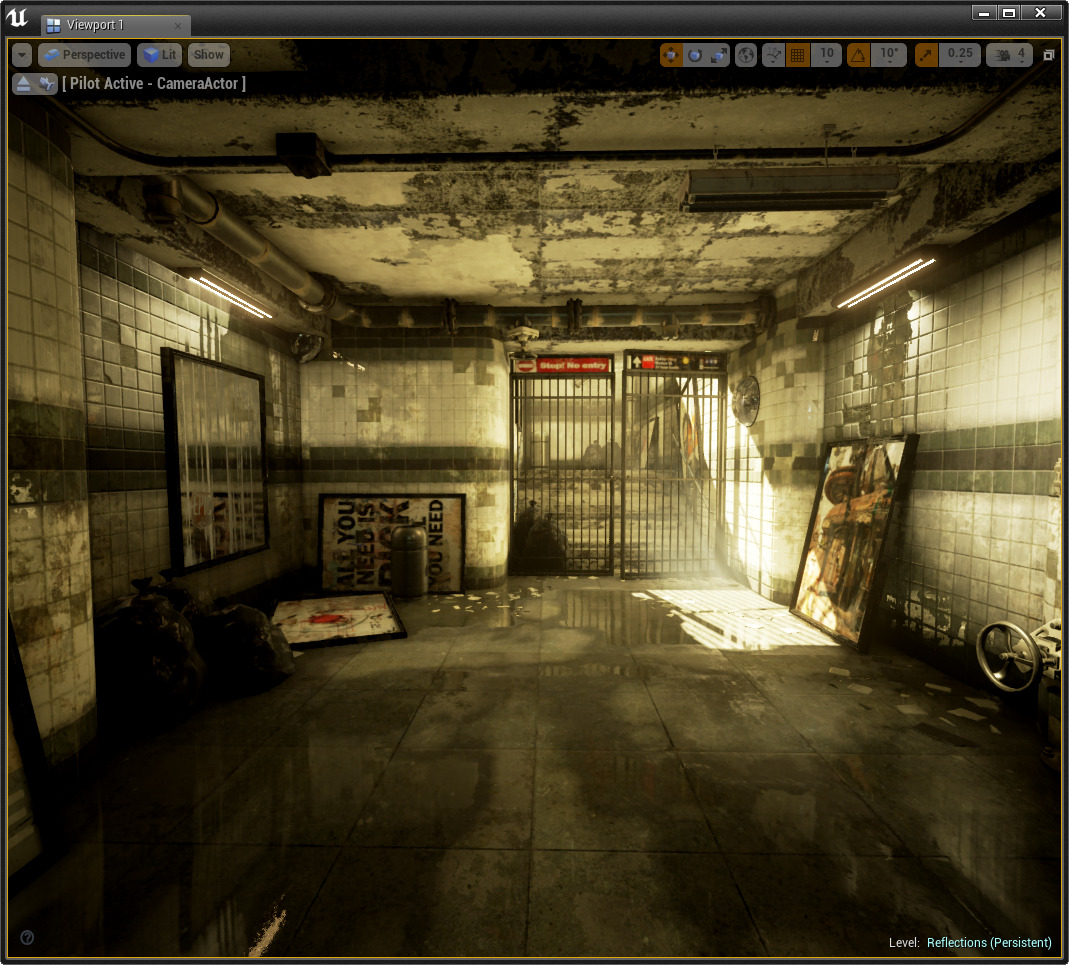 Viewport 1
Perspective
Lit
Show
10
10°
0.25
4
[ Pilot Active - CameraActor ]
Stop! No entry
ALL YOU
NEED IS
YOU NEED
Level: Reflections (Persistent)